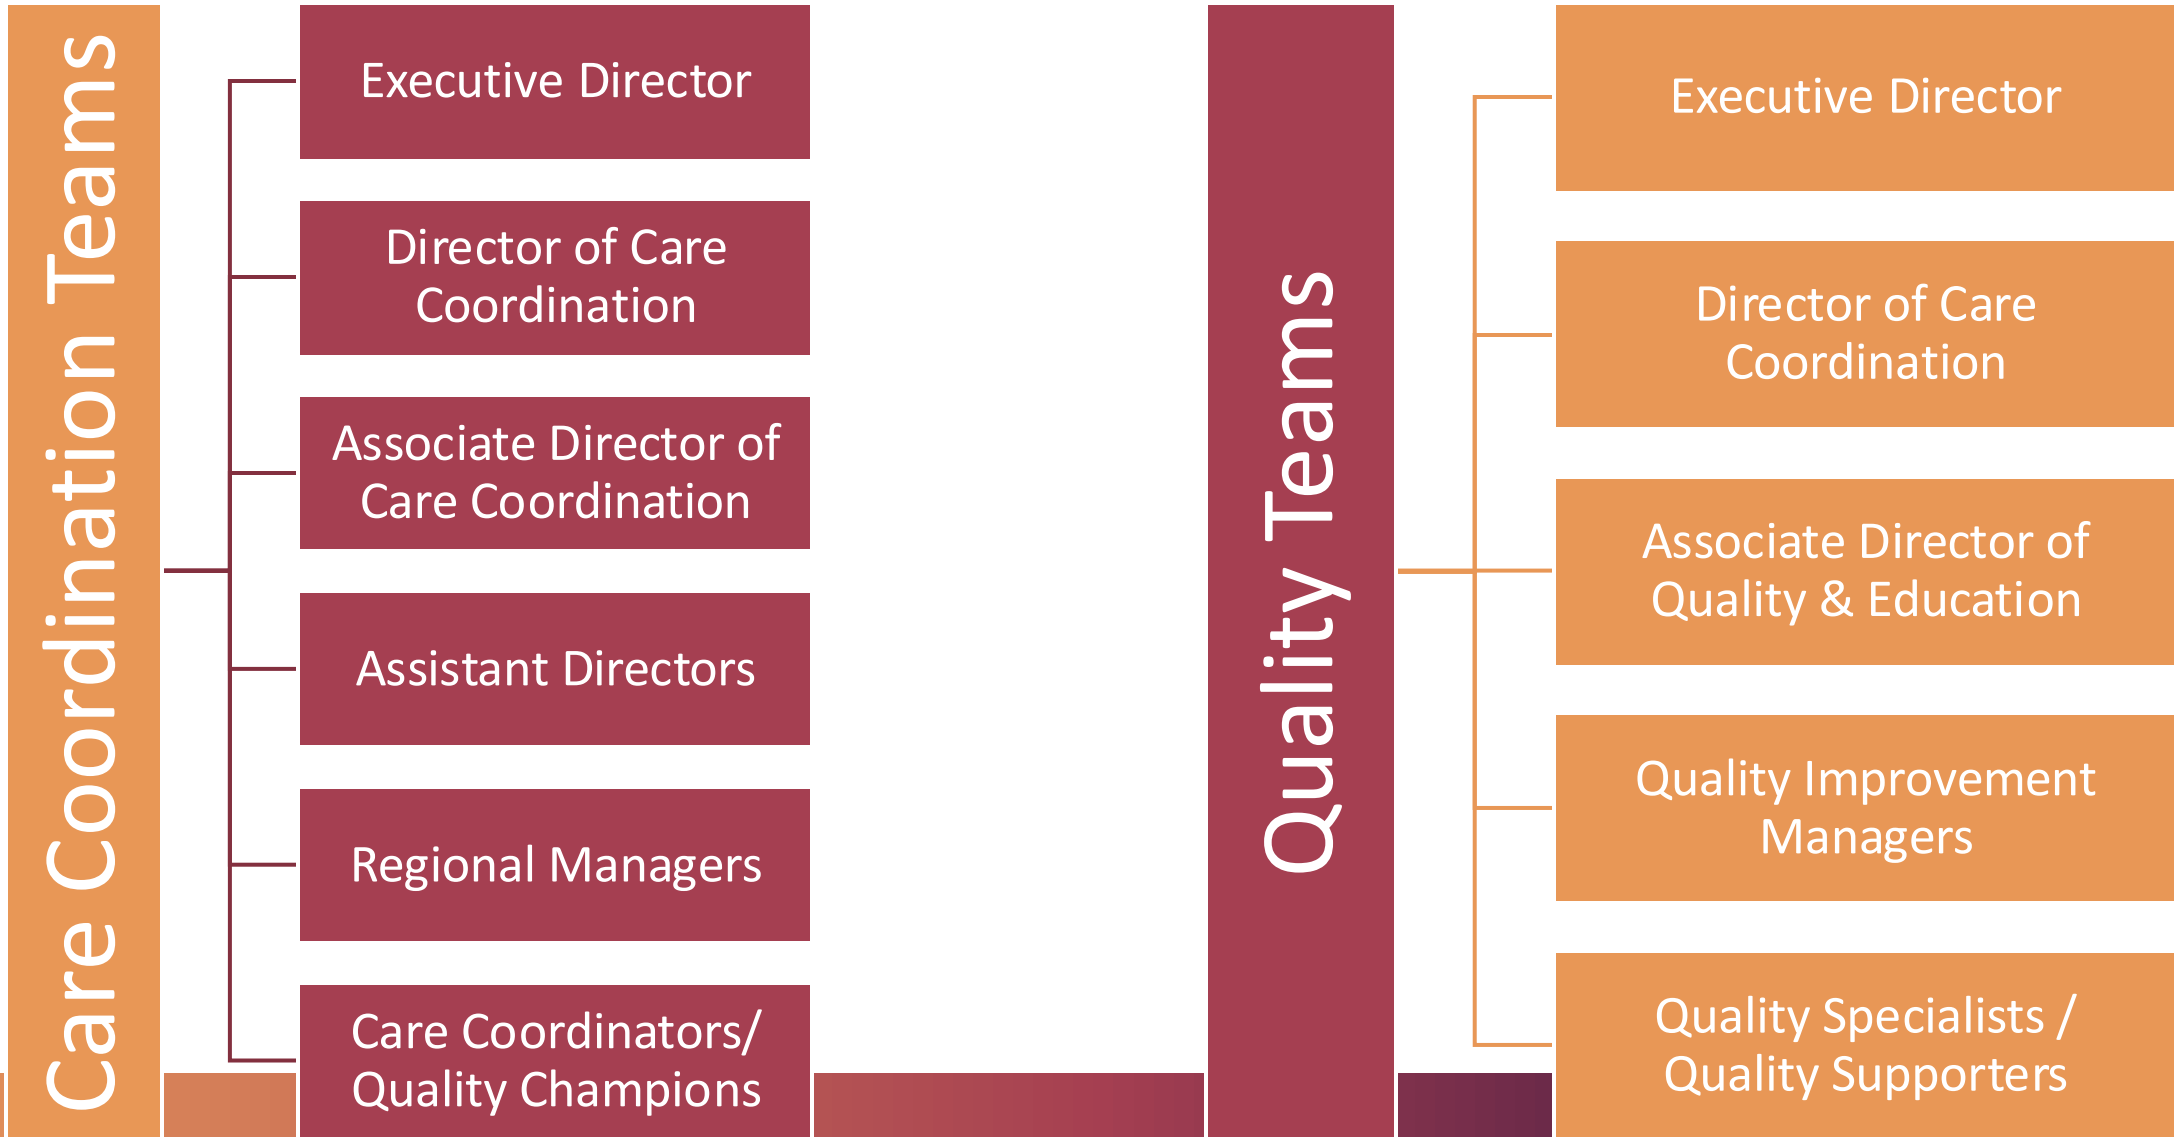 Care Coordination Teams
Executive Director
Director of Care
Coordination
Associate Director of
Care Coordination
Assistant Directors
Regional Managers
Care Coordinators/
Quality Champions
Quality Teams
Executive Director
Director of Care
Coordination
Associate Director of
Quality & Education
Quality Improvement
Managers
Quality Specialists /
Quality Supporters